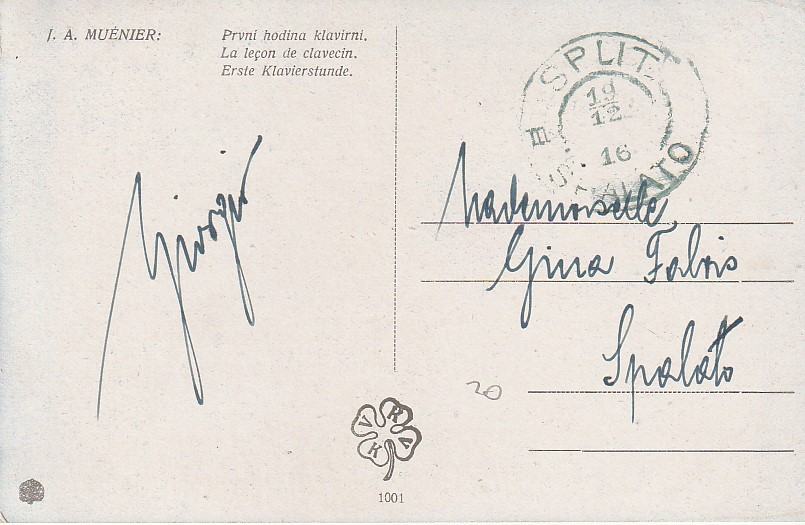 J. A. MUÉNIER:
První hodina klavírní.
La leçon de clavecin.
Erste Klavierstunde.
SPLIT
19
12
16
SPALATO
Giorgio
Mademoiselle
Gina Fabris
Spalato
20
V K V K
1001